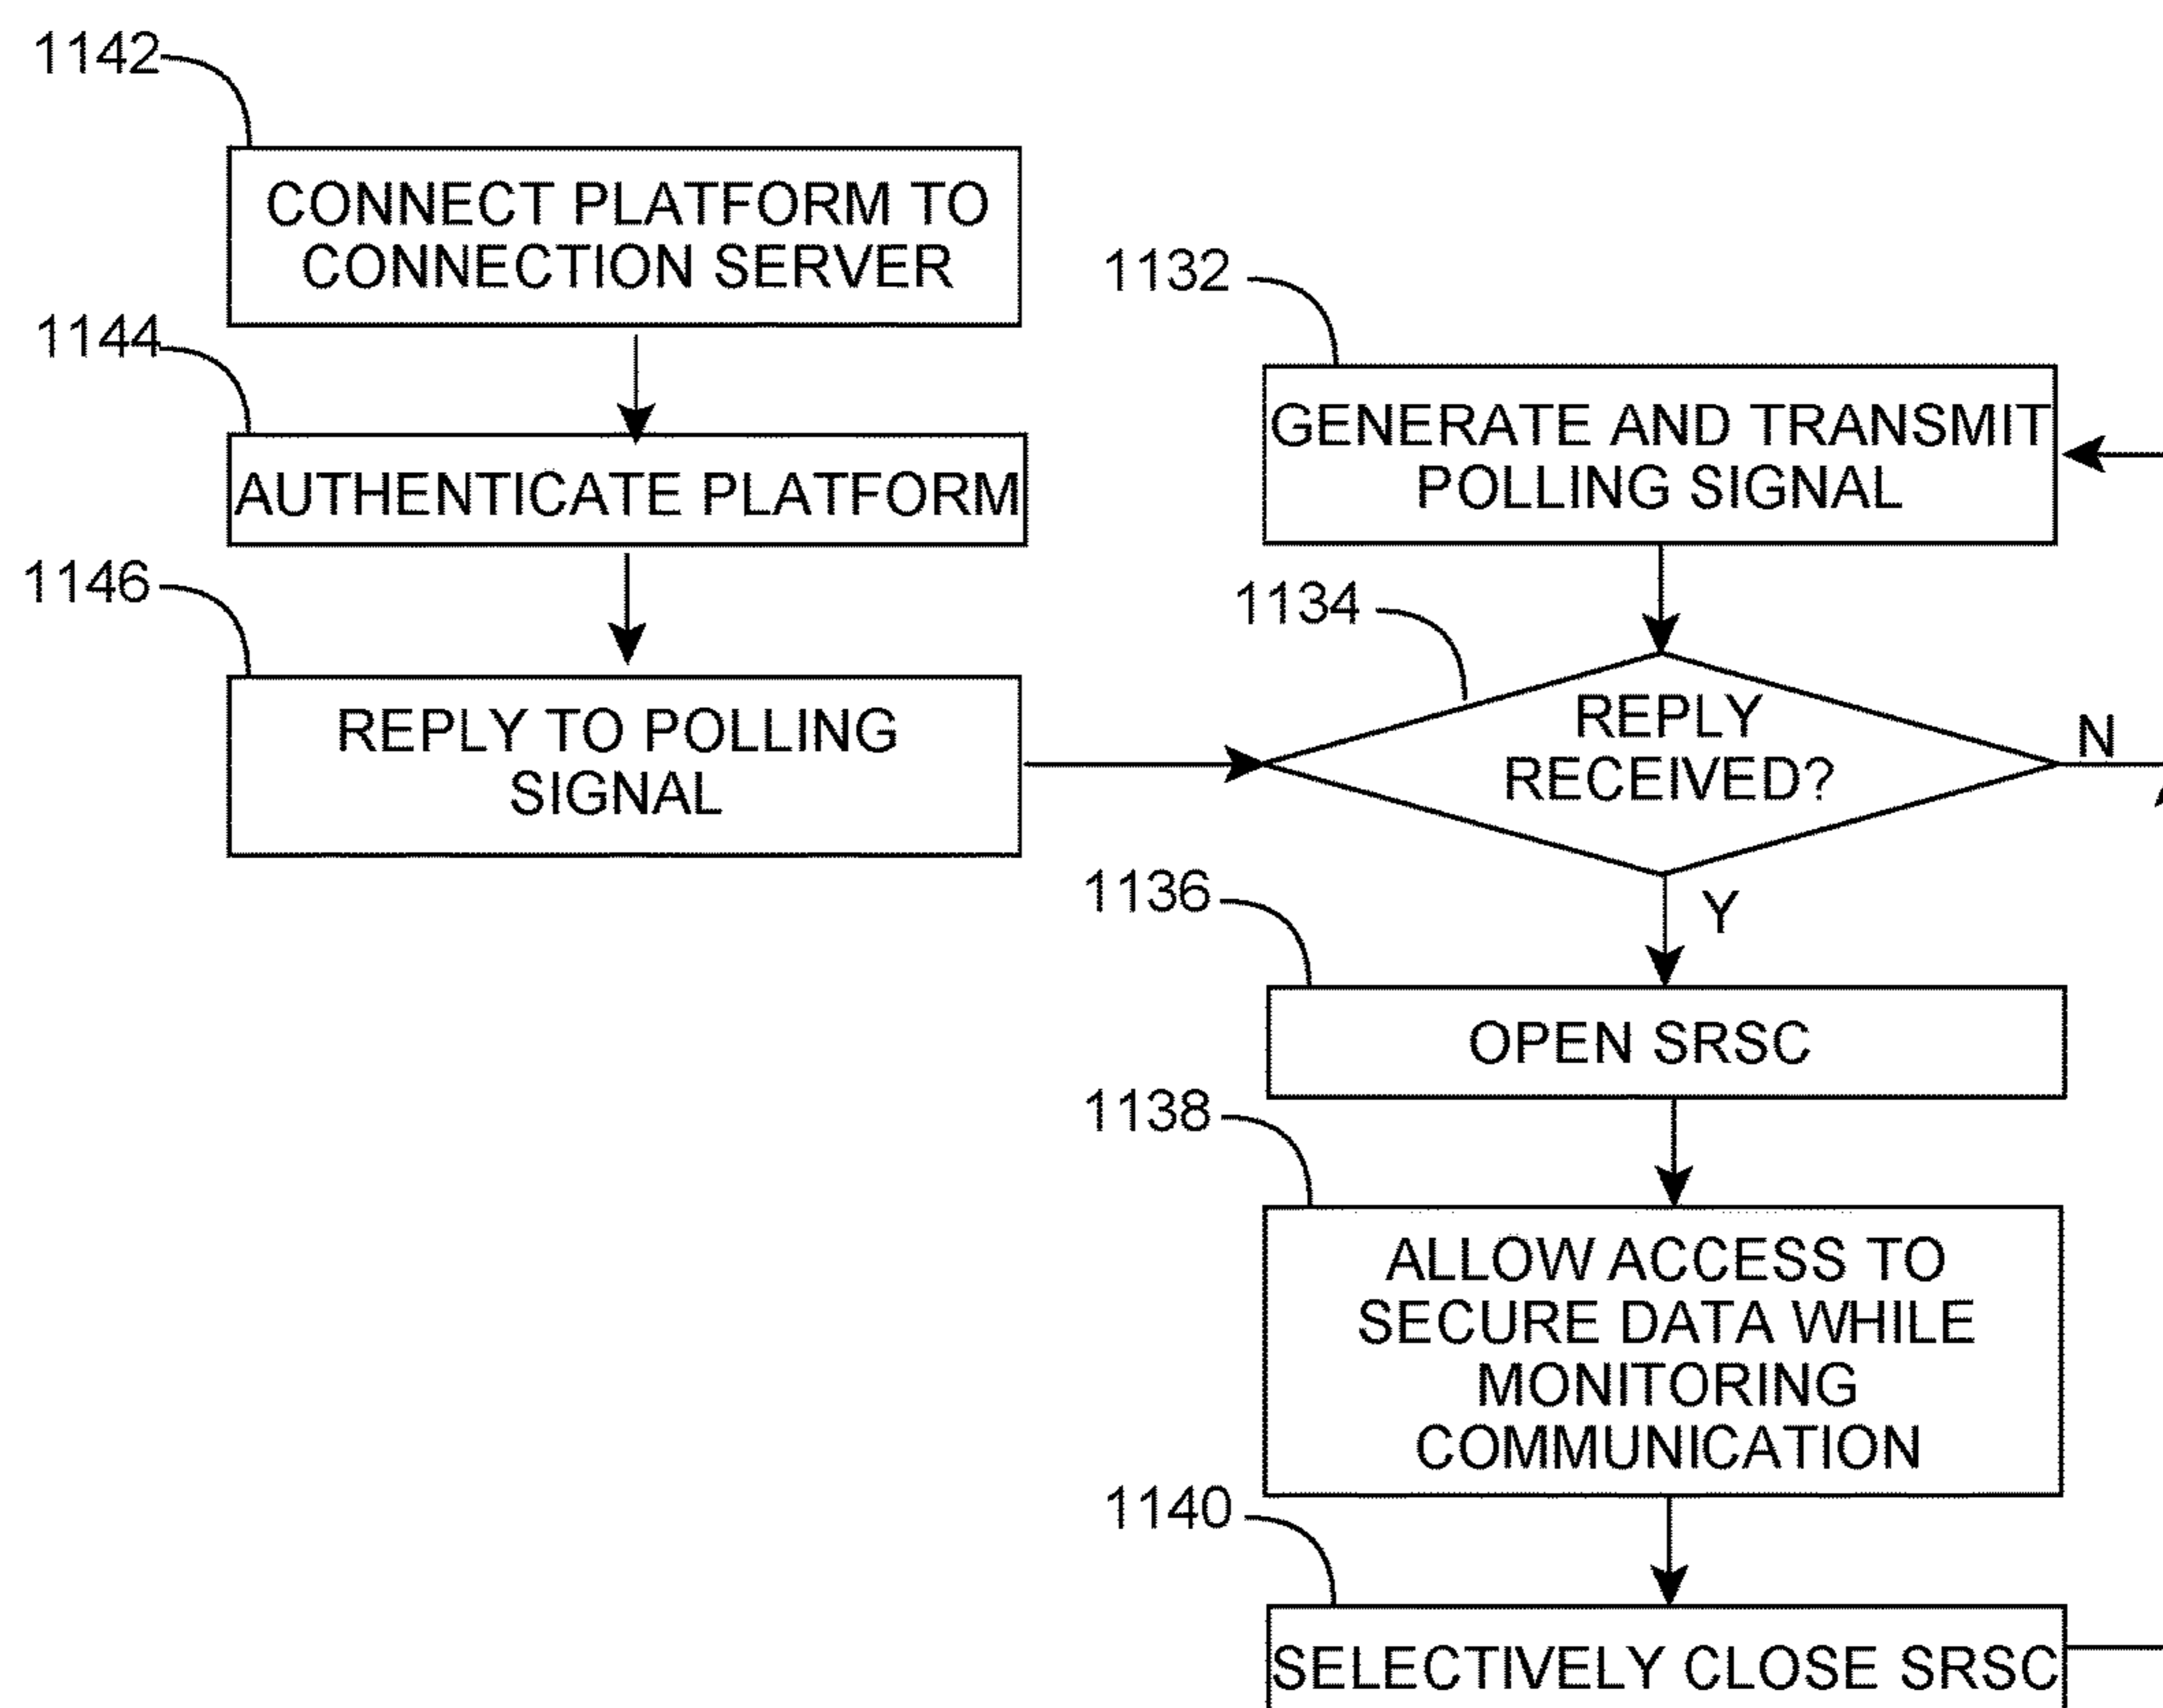 1142
CONNECT PLATFORM TO
CONNECTION SERVER
1144
AUTHENTICATE PLATFORM
1146
REPLY TO POLLING
SIGNAL
1132
GENERATE AND TRANSMIT
POLLING SIGNAL
1134
REPLY
RECEIVED?
N
Y
1136
OPEN SRSC
1138
ALLOW ACCESS TO
SECURE DATA WHILE
MONITORING
COMMUNICATION
1140
SELECTIVELY CLOSE SRSC